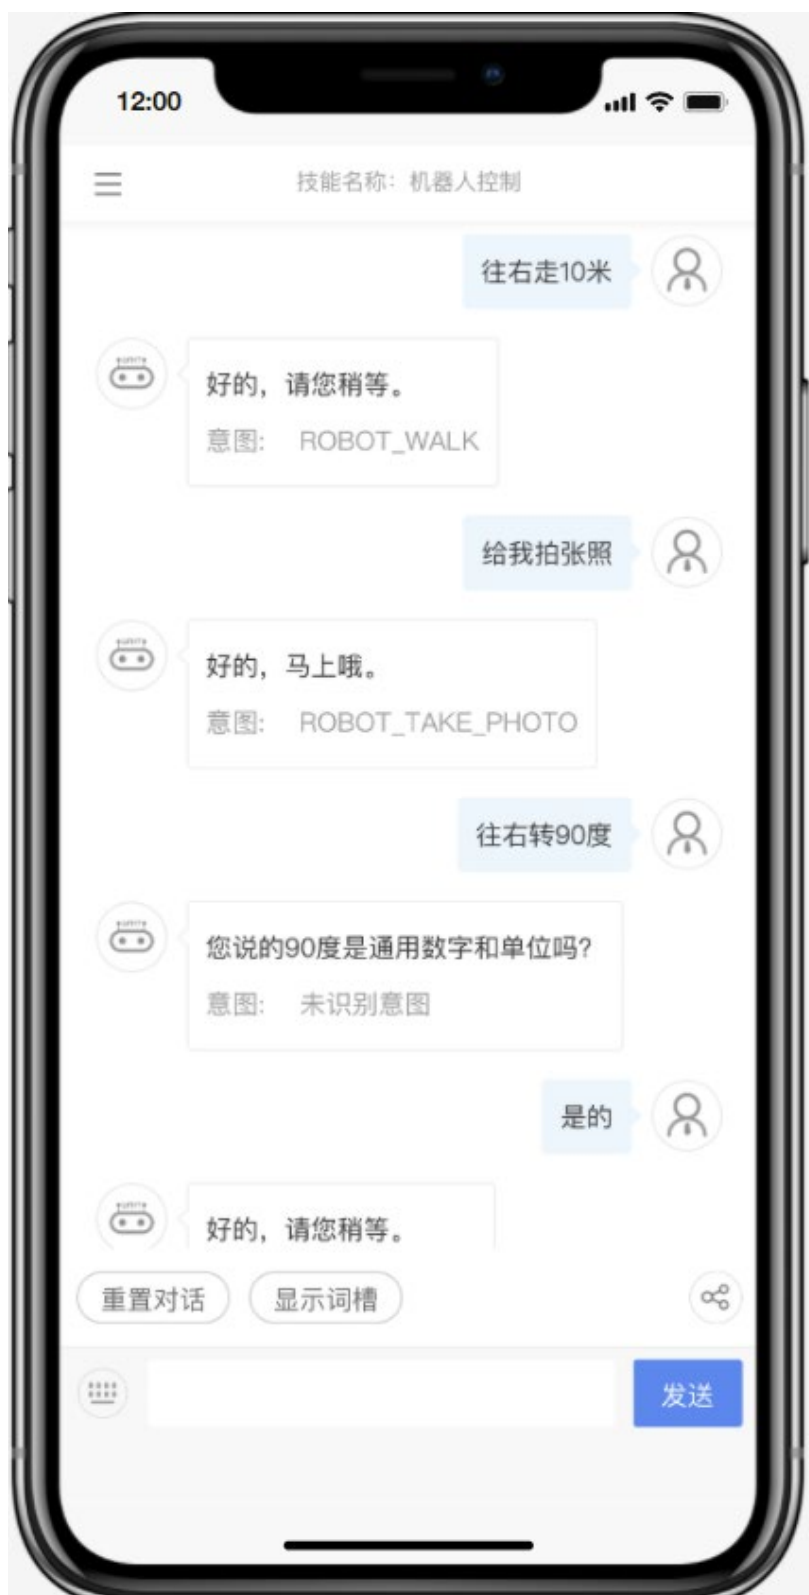 12:00
技能名称：机器人控制
往右走10米
好的，请您稍等。
意图: ROBOT_WALK
给我拍张照
好的，马上哦。
意图: ROBOT_TAKE_PHOTO
往右转90度
您说的90度是通用数字和单位吗?
意图: 未识别意图
是的
好的，请您稍等。
重置对话 显示词槽
发送